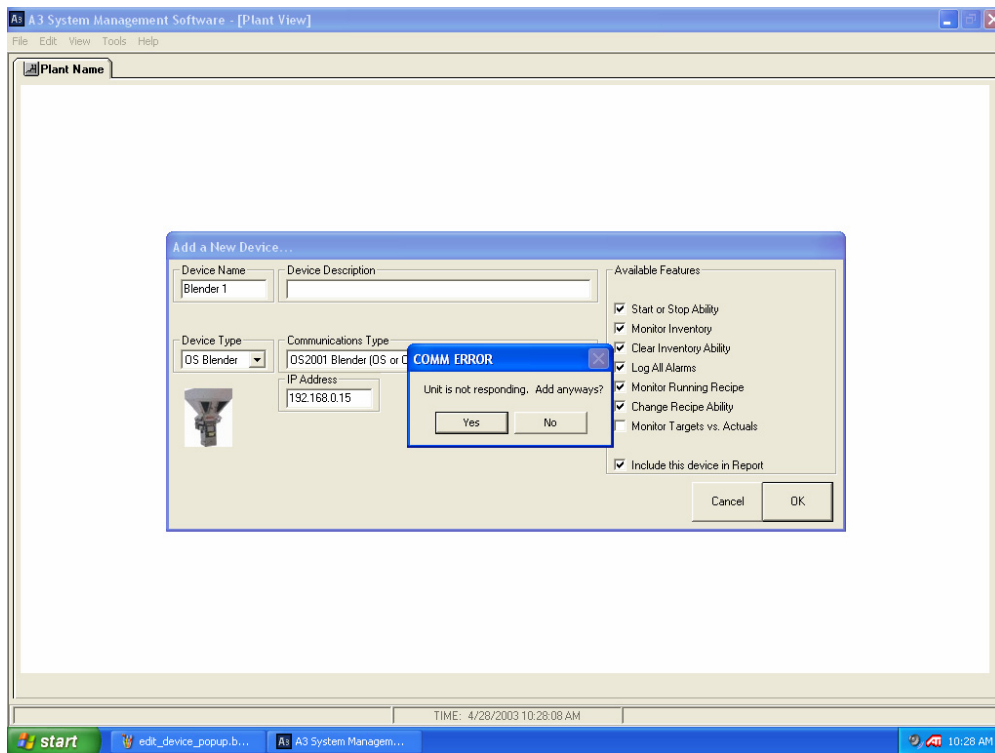 A3 A3 System Management Software - [Plant View]
File Edit View Tools Help
Plant Name
Add a New Device...
Device Name
Device Description
Available Features
Blender 1
Start or Stop Ability
Monitor Inventory
Device Type
Communications Type
Clear Inventory Ability
OS Blender
OS2001 Blender (OS or
COMM ERROR
Log All Alarms
IP Address
192.168.0.15
Unit is not responding. Add anyways?
Monitor Running Recipe
Change Recipe Ability
Yes
No
Monitor Targets vs. Actuals
Include this device in Report
Cancel
OK
TIME: 4/28/2003 10:28:08 AM
start
edit_device_popup.b...
A3 A3 System Managem...
ATI
10:28 AM